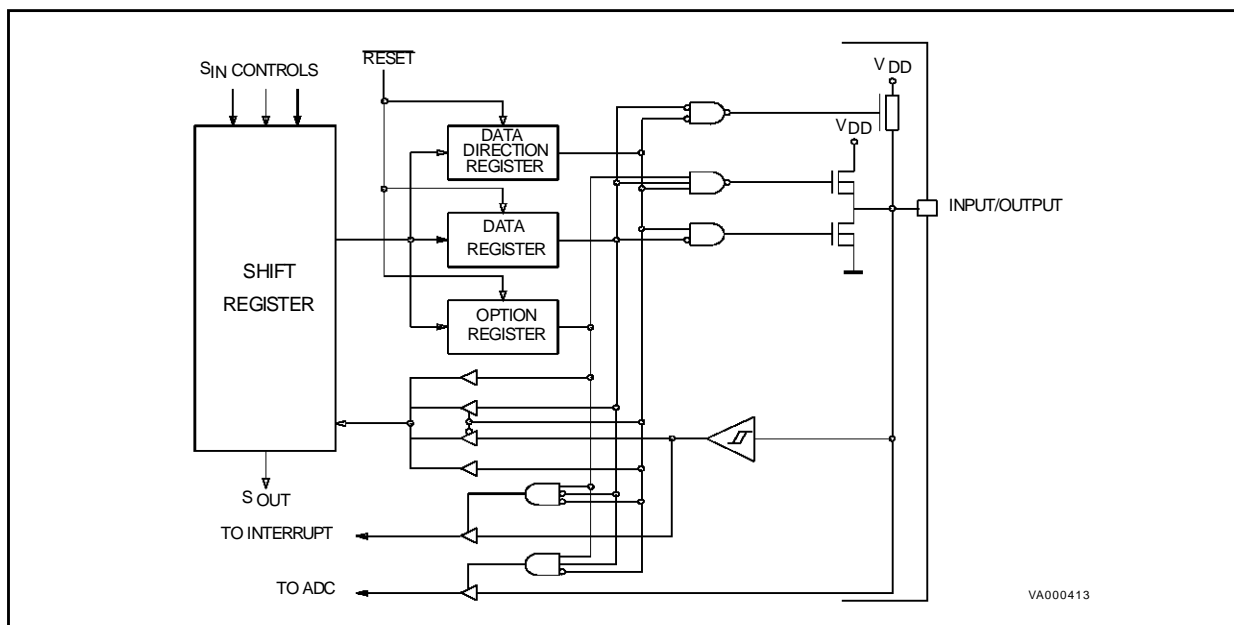 SIN CONTROLS
RESET
VDD
VDD
DATA
DIRECTION
REGISTER
DATA
REGISTER
INPUT/OUTPUT
SHIFT
REGISTER
OPTION
REGISTER
SOUT
TO INTERRUPT
TO ADC
VA000413